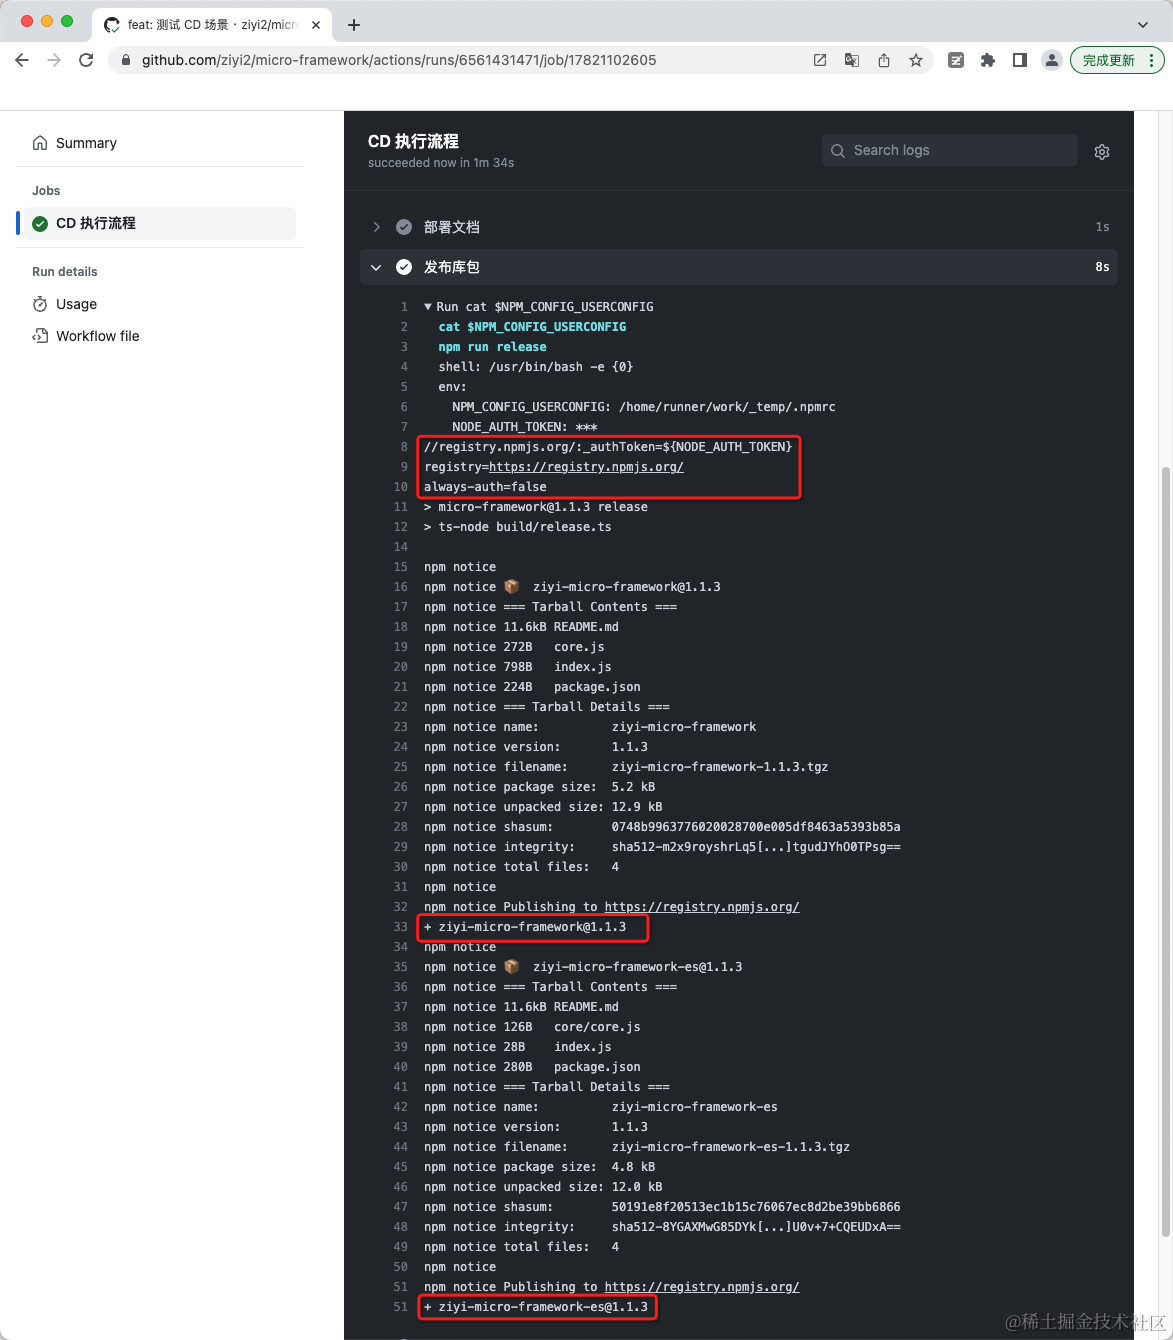 feat: 测试 CD 场景 · ziyi2/micr
github.com/ziyi2/micro-framework/actions/runs/6561431471/job/17821102605
完成更新
Summary
Jobs
CD 执行流程
Run details
Usage
Workflow file
CD 执行流程
succeeded now in 1m 34s
Search logs
部署文档 1s
发布库包 8s
1 ▼ Run cat $NPM_CONFIG_USERCONFIG
2 cat $NPM_CONFIG_USERCONFIG
3 npm run release
4 shell: /usr/bin/bash -e {0}
5 env:
6 NPM_CONFIG_USERCONFIG: /home/runner/work/_temp/.npmrc
7 NODE_AUTH_TOKEN: ***
8 //registry.npmjs.org/:_authToken=${NODE_AUTH_TOKEN}
9 registry=https://registry.npmjs.org/
10 always-auth=false
11 > micro-framework@1.1.3 release
12 > ts-node build/release.ts
14
15 npm notice
16 npm notice 📦 ziyi-micro-framework@1.1.3
17 npm notice === Tarball Contents ===
18 npm notice 11.6kB README.md
19 npm notice 272B core.js
20 npm notice 798B index.js
21 npm notice 224B package.json
22 npm notice === Tarball Details ===
23 npm notice name: ziyi-micro-framework
24 npm notice version: 1.1.3
25 npm notice filename: ziyi-micro-framework-1.1.3.tgz
26 npm notice package size: 5.2 kB
27 npm notice unpacked size: 12.9 kB
28 npm notice shasum: 0748b9963776020028700e005df8463a5393b85a
29 npm notice integrity: sha512-m2x9royshrLq5[...]tgudJYhO0TPsg==
30 npm notice total files: 4
31 npm notice
32 npm notice Publishing to https://registry.npmjs.org/
33 + ziyi-micro-framework@1.1.3
34 npm notice
35 npm notice 📦 ziyi-micro-framework-es@1.1.3
36 npm notice === Tarball Contents ===
37 npm notice 11.6kB README.md
38 npm notice 126B core/core.js
39 npm notice 28B index.js
40 npm notice 280B package.json
41 npm notice === Tarball Details ===
42 npm notice name: ziyi-micro-framework-es
43 npm notice version: 1.1.3
44 npm notice filename: ziyi-micro-framework-es-1.1.3.tgz
45 npm notice package size: 4.8 kB
46 npm notice unpacked size: 12.0 kB
47 npm notice shasum: 50191e8f20513ec1b15c76067ec8d2be39bb6866
48 npm notice integrity: sha512-8YGAXMwG85DYk[...]U0v+7+CQEUDxA==
49 npm notice total files: 4
50 npm notice
51 npm notice Publishing to https://registry.npmjs.org/
51 + ziyi-micro-framework-es@1.1.3
@稀土掘金技术社区